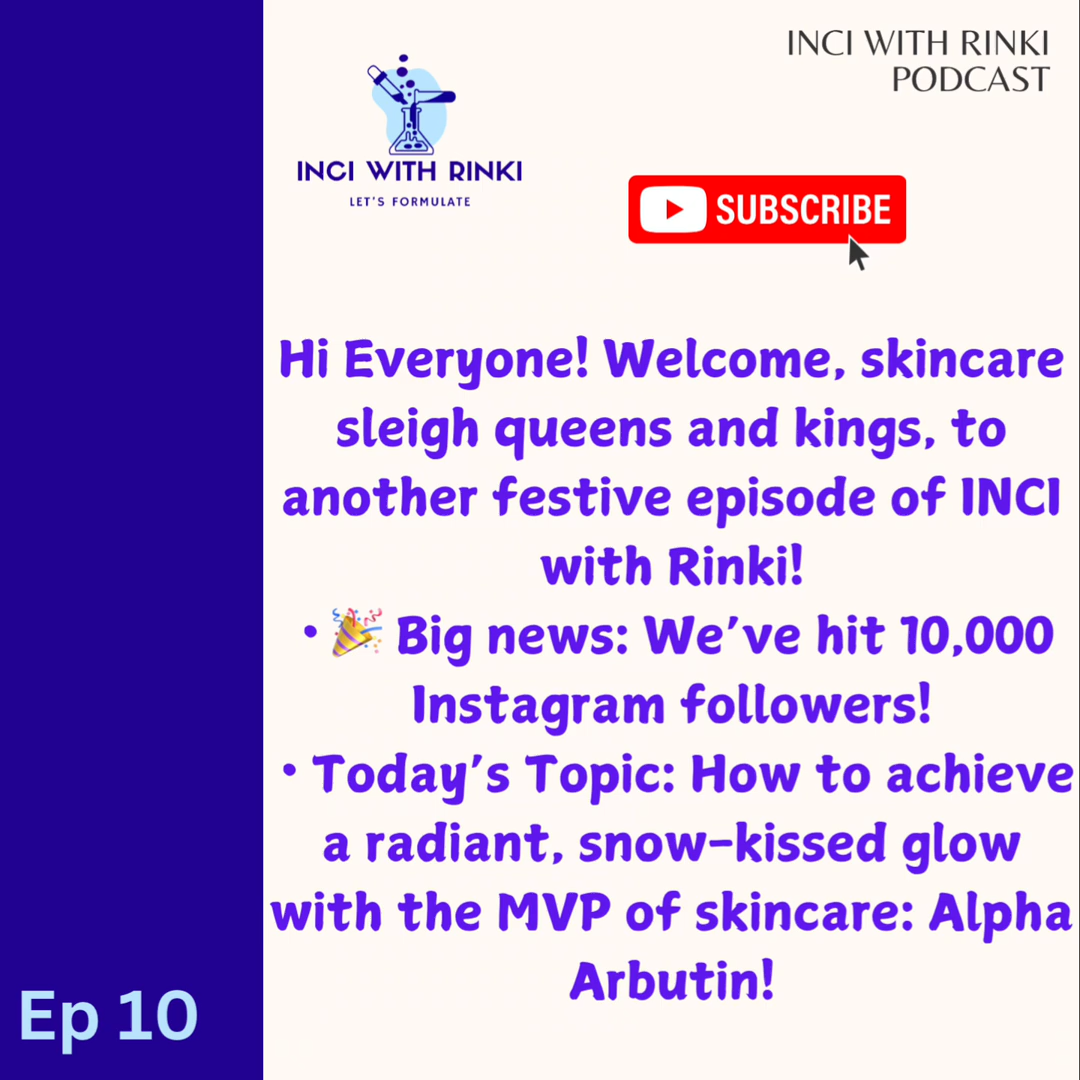 INCI WITH RINKI
PODCAST
INCI WITH RINKI
LET'S FORMULATE
SUBSCRIBE
Hi Everyone! Welcome, skincare
sleigh queens and kings, to
another festive episode of INCI
with Rinki!
• 🎉 Big news: We've hit 10,000
Instagram followers!
• Today's Topic: How to achieve
a radiant, snow-kissed glow
with the MVP of skincare: Alpha
Arbutin!
Ep 10